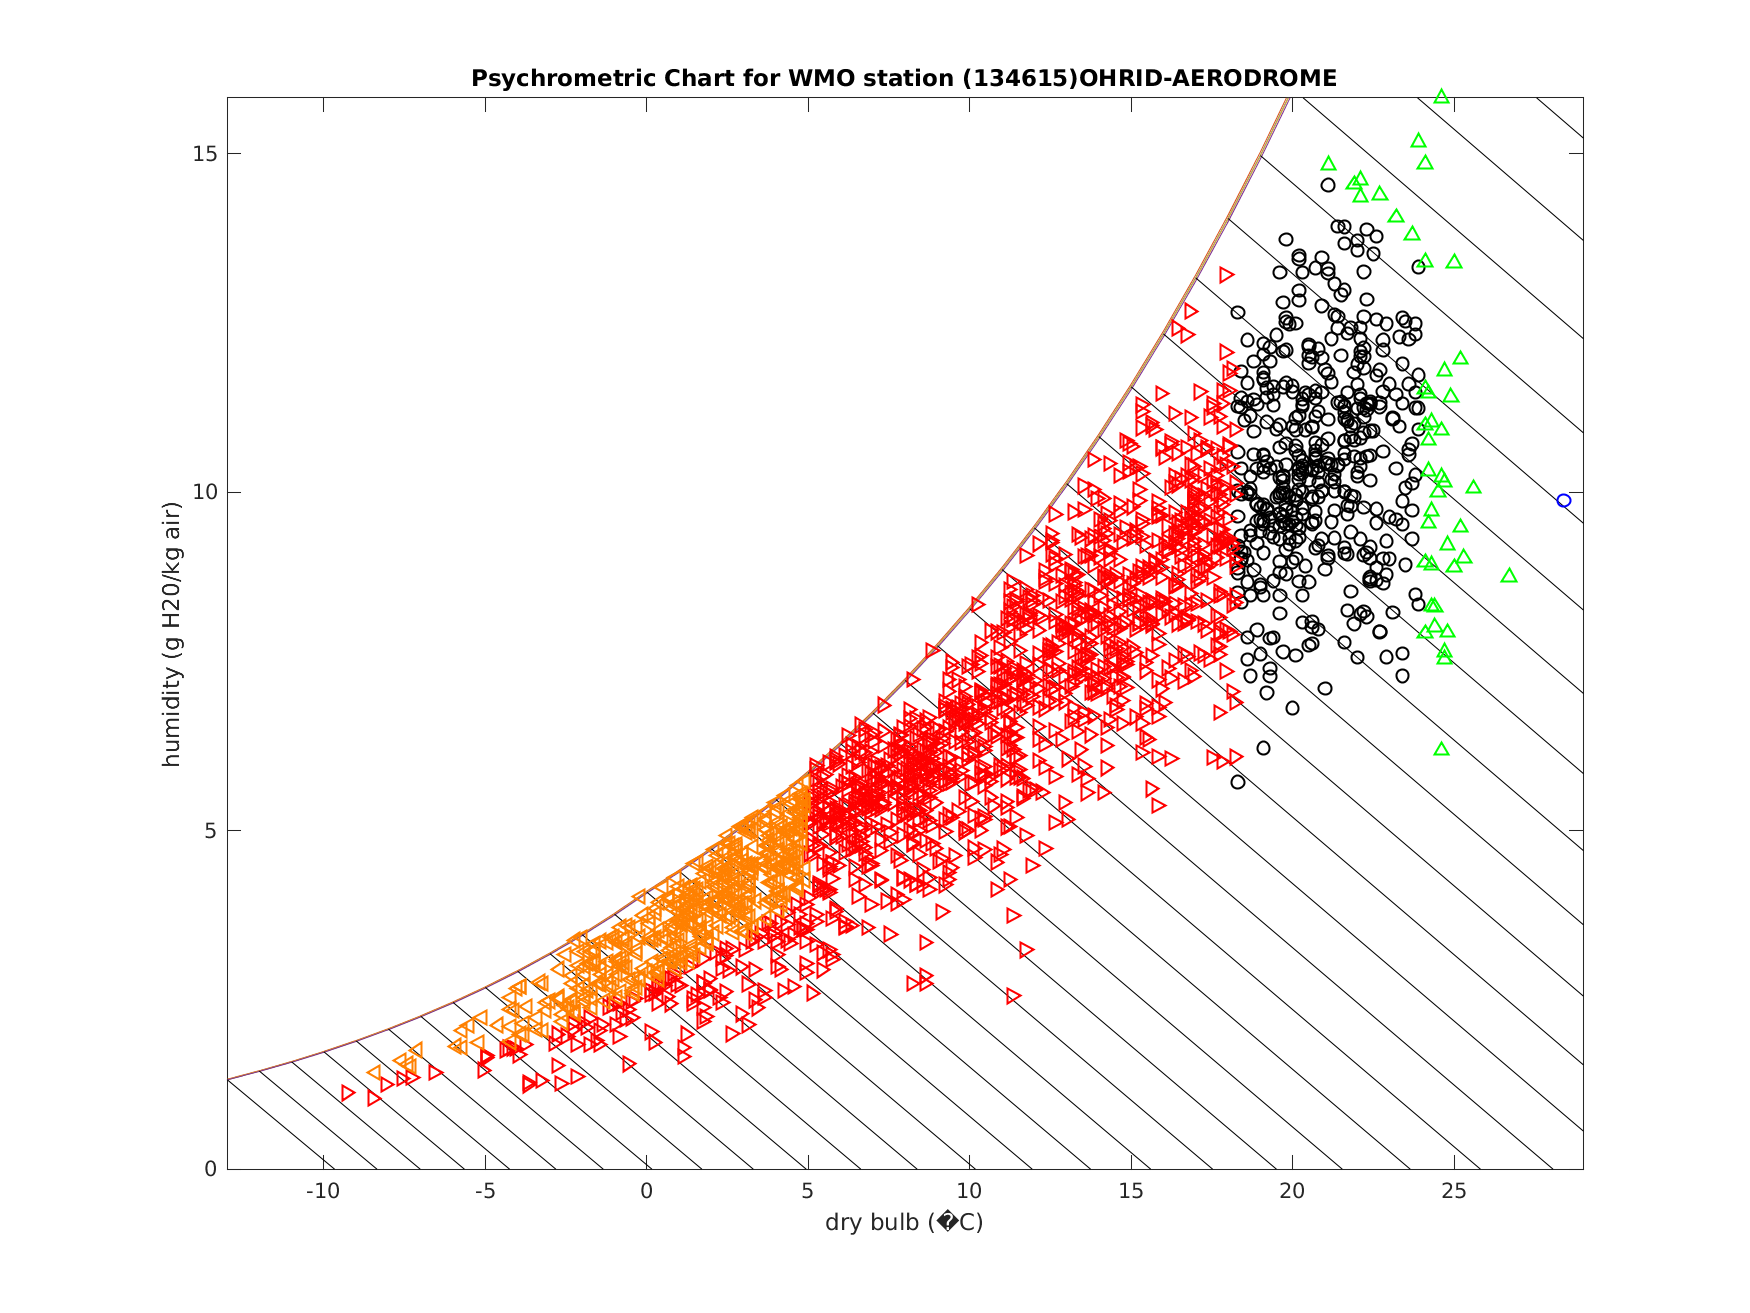 Psychrometric Chart for WMO station (134615)OHRID-AERODROME
humidity (g H20/kg air)
15
10
5
0
-10 -5 0 5 10 15 20 25
dry bulb (�C)